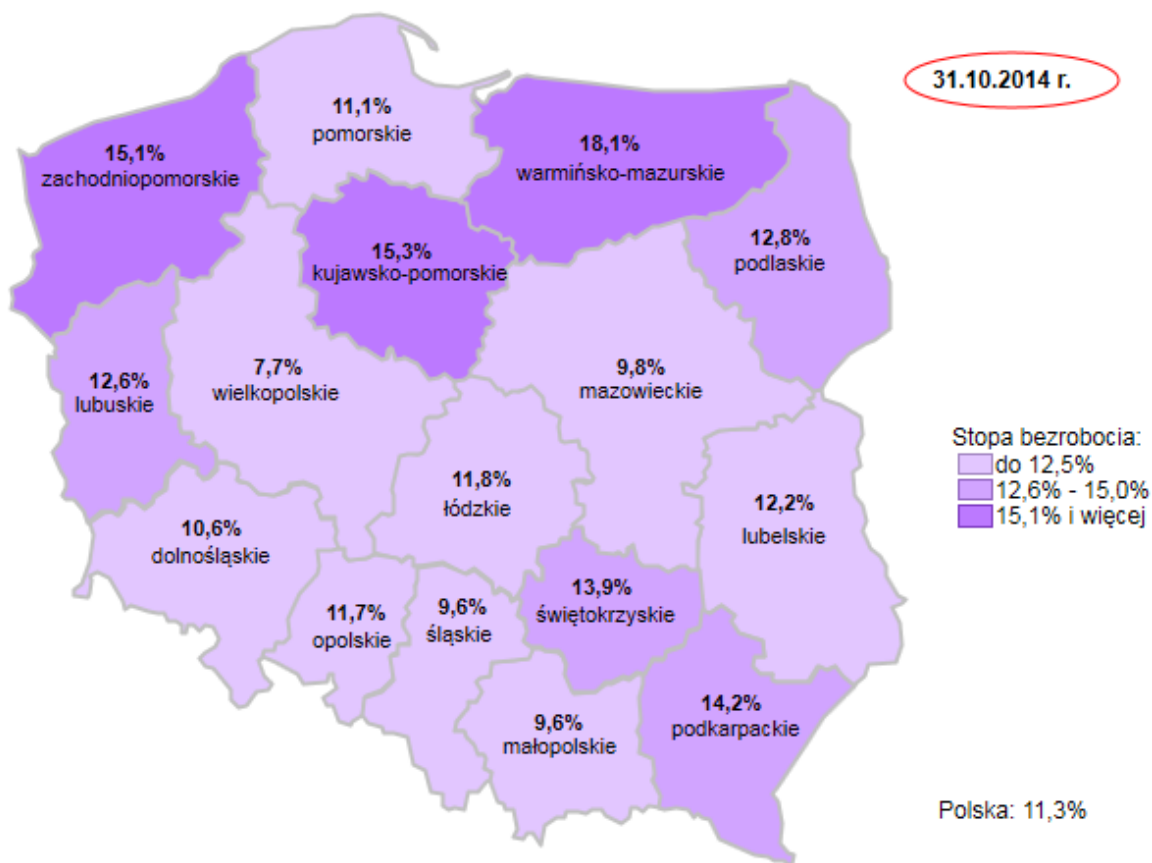 31.10.2014 r.
11,1%
pomorskie
18,1%
warmińsko-mazurskie
15,1%
zachodniopomorskie
12,8%
podlaskie
15,3%
kujawsko-pomorskie
7,7%
wielkopolskie
9,8%
mazowieckie
12,6%
lubuskie
Stopa bezrobocia:
do 12,5%
12,6% - 15,0%
15,1% i więcej
11,8%
łódzkie
12,2%
lubelskie
10,6%
dolnośląskie
13,9%
świętokrzyskie
11,7%
opolskie
9,6%
śląskie
14,2%
podkarpackie
9,6%
małopolskie
Polska: 11,3%